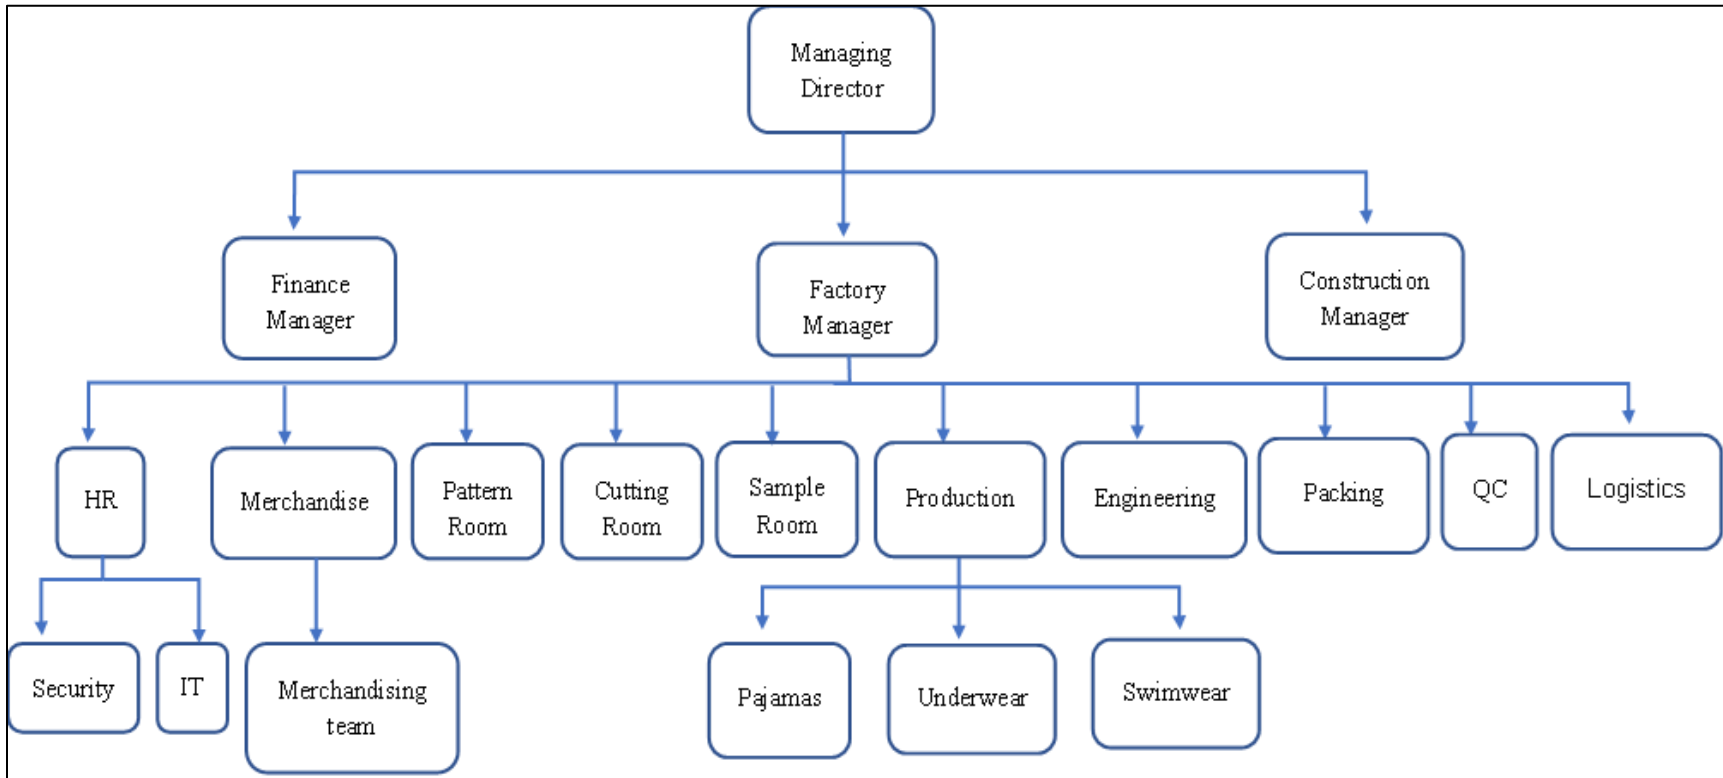 Managing
Director
Finance
Manager
Factory
Manager
Construction
Manager
HR
Merchandise
Pattern
Room
Cutting
Room
Sample
Room
Production
Engineering
Packing
QC
Logistics
Security
IT
Merchandising
team
Pajamas
Underwear
Swimwear